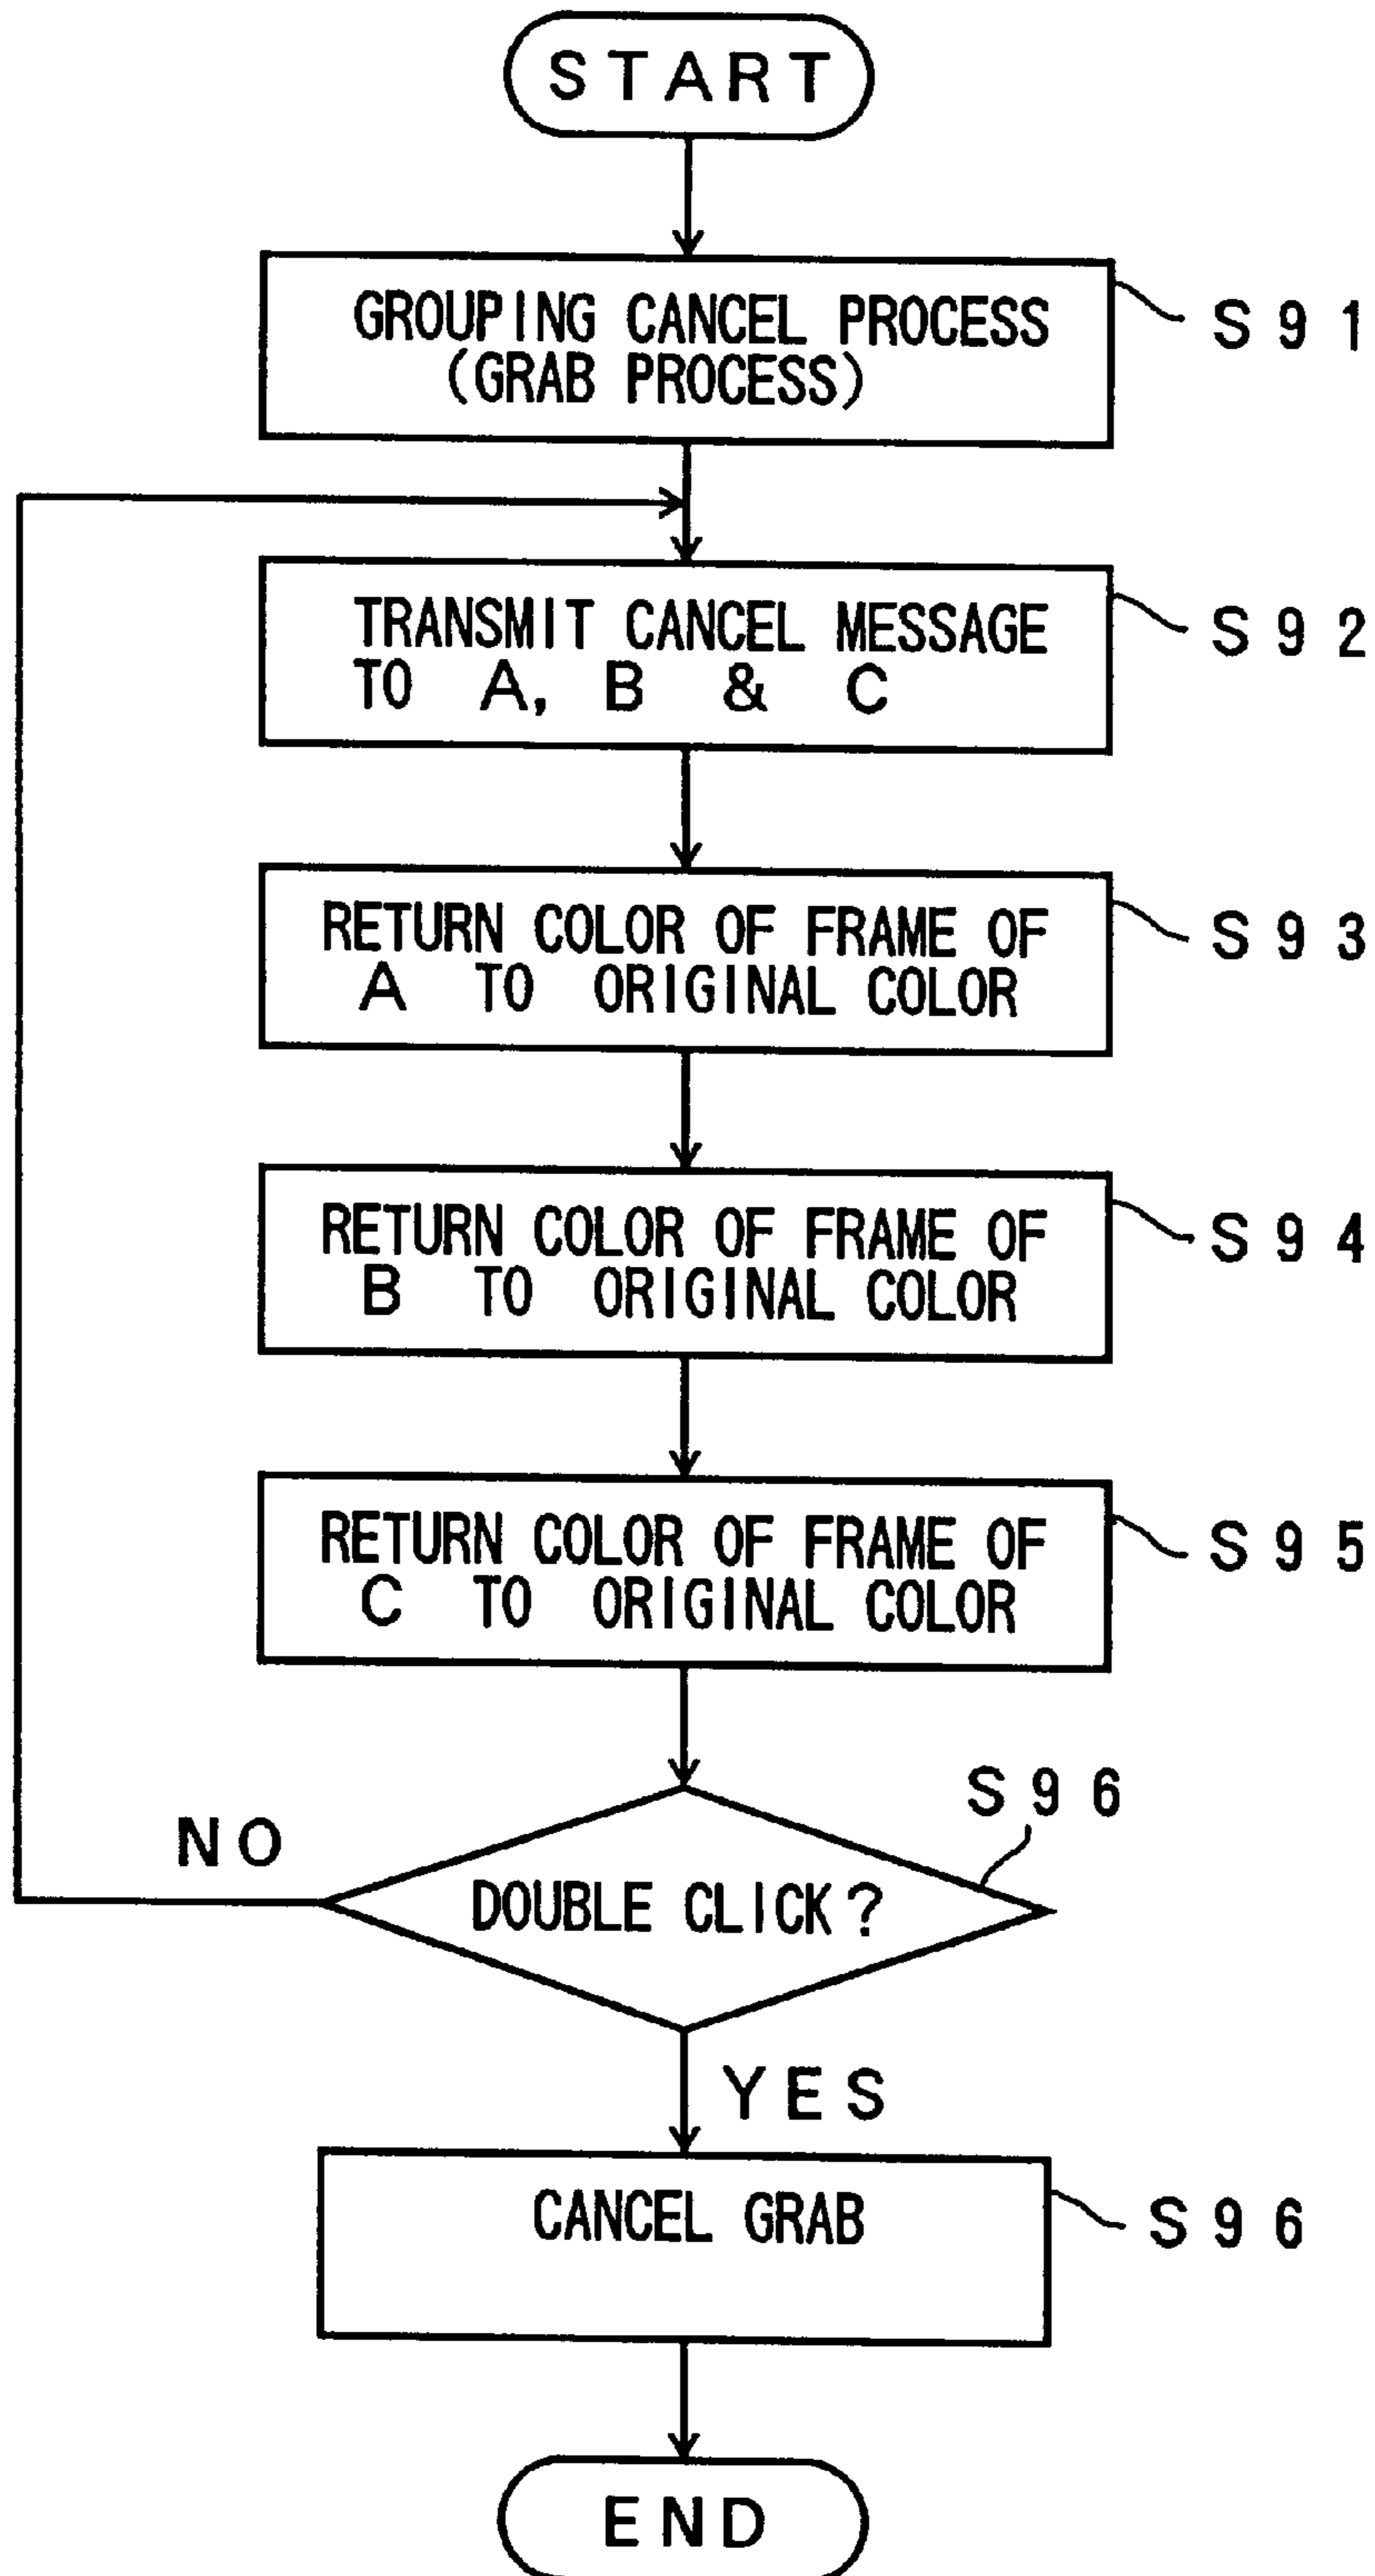 START
GROUPING CANCEL PROCESS
(GRAB PROCESS)
S91
TRANSMIT CANCEL MESSAGE
TO A, B & C
S92
RETURN COLOR OF FRAME OF
A TO ORIGINAL COLOR
S93
RETURN COLOR OF FRAME OF
B TO ORIGINAL COLOR
S94
RETURN COLOR OF FRAME OF
C TO ORIGINAL COLOR
S95
S96
NO
DOUBLE CLICK?
YES
CANCEL GRAB
S96
END